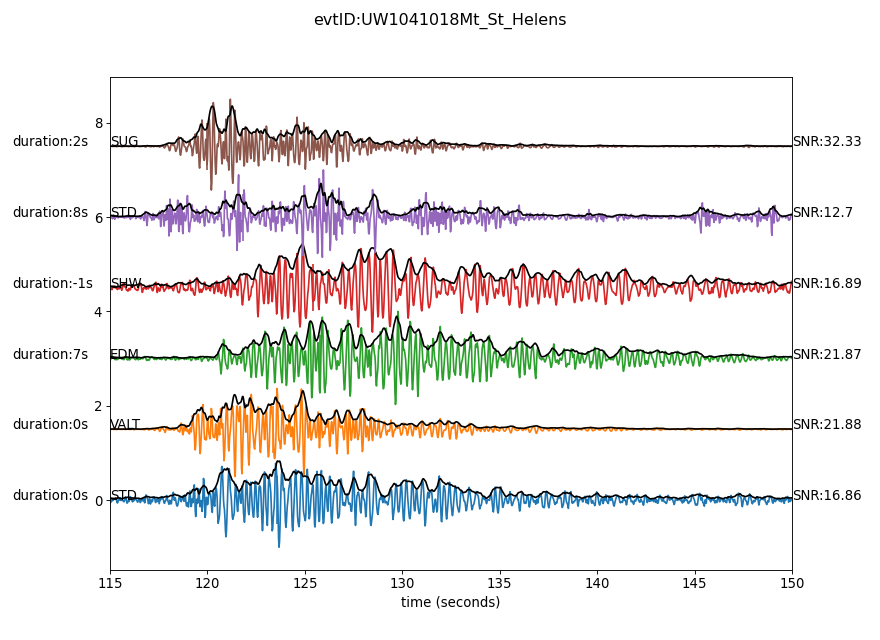 evtID:UW1041018Mt_St_Helens
8
duration:2s SUG SNR:32.33
duration:8s STD SNR:12.7
6
duration:-1s SHW SNR:16.89
4
duration:7s EDM SNR:21.87
2
duration:0s VALT SNR:21.88
duration:0s STD SNR:16.86
0
115 120 125 130 135 140 145 150
time (seconds)